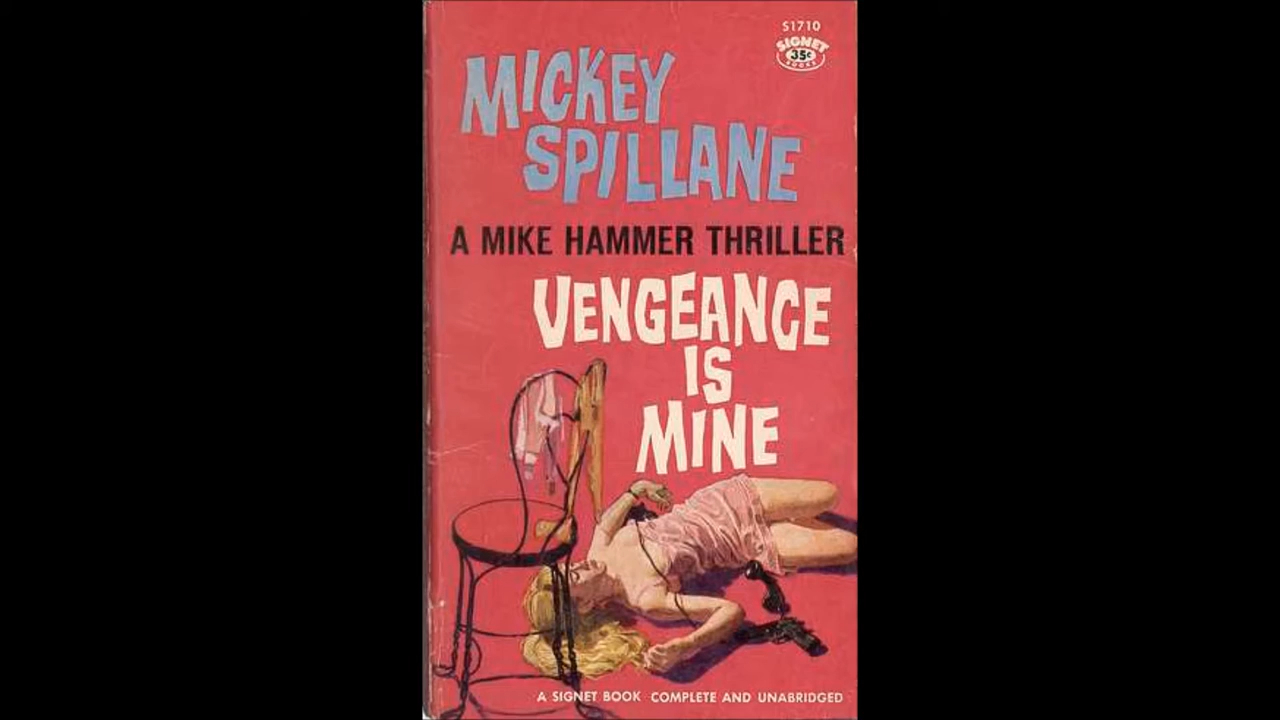 S1710
SIGNET
35¢
BOOKS
MICKEY
SPILLANE
A MIKE HAMMER THRILLER
VENGEANCE
IS
MINE
A SIGNET BOOK COMPLETE AND UNABRIDGED